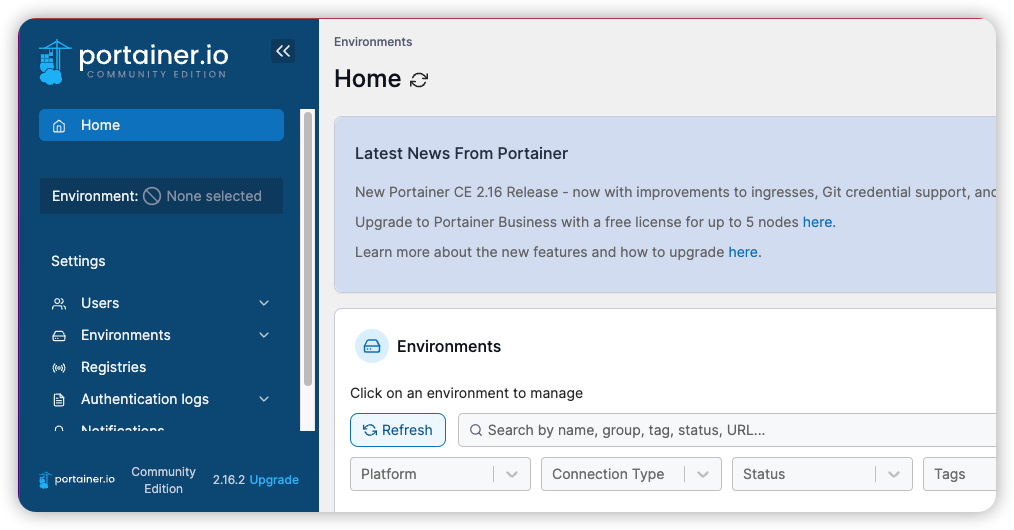 portainer.io
COMMUNITY EDITION
Home
Environment: None selected
Settings
Users
Environments
Registries
Authentication logs
Notifications
portainer.io
Community
Edition
2.16.2 Upgrade
Environments
Home
Latest News From Portainer
New Portainer CE 2.16 Release - now with improvements to ingresses, Git credential support, and
Upgrade to Portainer Business with a free license for up to 5 nodes here.
Learn more about the new features and how to upgrade here.
Environments
Click on an environment to manage
Refresh
Search by name, group, tag, status, URL...
Platform
Connection Type
Status
Tags